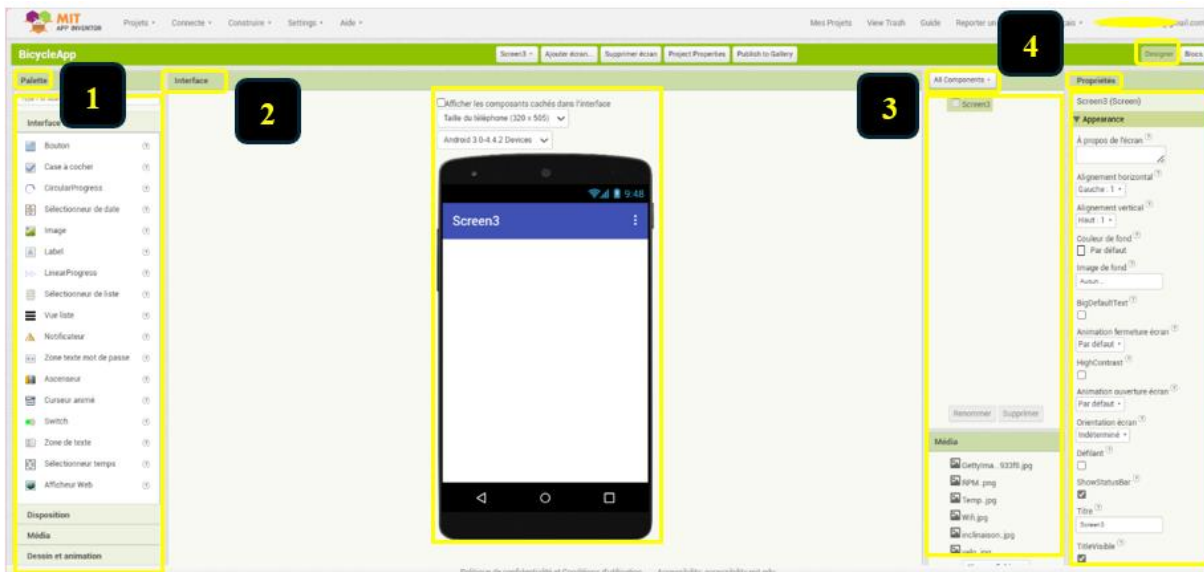 MIT
APP INVENTOR
Projets
Connecte
Construire
Settings
Aide
Mes Projets
View Trash
Guide
Reporter un
BicycleApp
Screen3
Ajouter écran...
Supprimer écran
Project Properties
Publish to Gallery
Designer
Blocs
Palette
1
Interface
Bouton
Case à cocher
CircularProgress
Sélectionneur de date
Image
Label
LinearProgress
Sélectionneur de liste
Vue liste
Notificateur
Zone texte mot de passe
Ascenseur
Curseur animé
Switch
Zone de texte
Sélectionneur temps
Afficheur Web
Disposition
Média
Dessin et animation
Interface
2
Afficher les composants cachés dans l'interface
Taille du téléphone (320 x 505)
Android 3.0-4.4.2 Devices
9:48
Screen3
3
All Components
Screen3
Renommer
Supprimer
Média
GettyIma...933f8.jpg
RPM.png
Temp.jpg
Wifi.jpg
inclinaison.jpg
4
Propriétés
Screen3 (Screen)
Appearance
À propos de l'écran
Alignement horizontal
Gauche : 1
Alignement vertical
Haut : 1
Couleur de fond
Par défaut
Image de fond
Aucun...
BigDefaultText
Animation fermeture écran
Par défaut
HighContrast
Animation ouverture écran
Par défaut
Orientation écran
Indéterminé
Défilant
ShowStatusBar
Titre
Screen3
TitleVisible